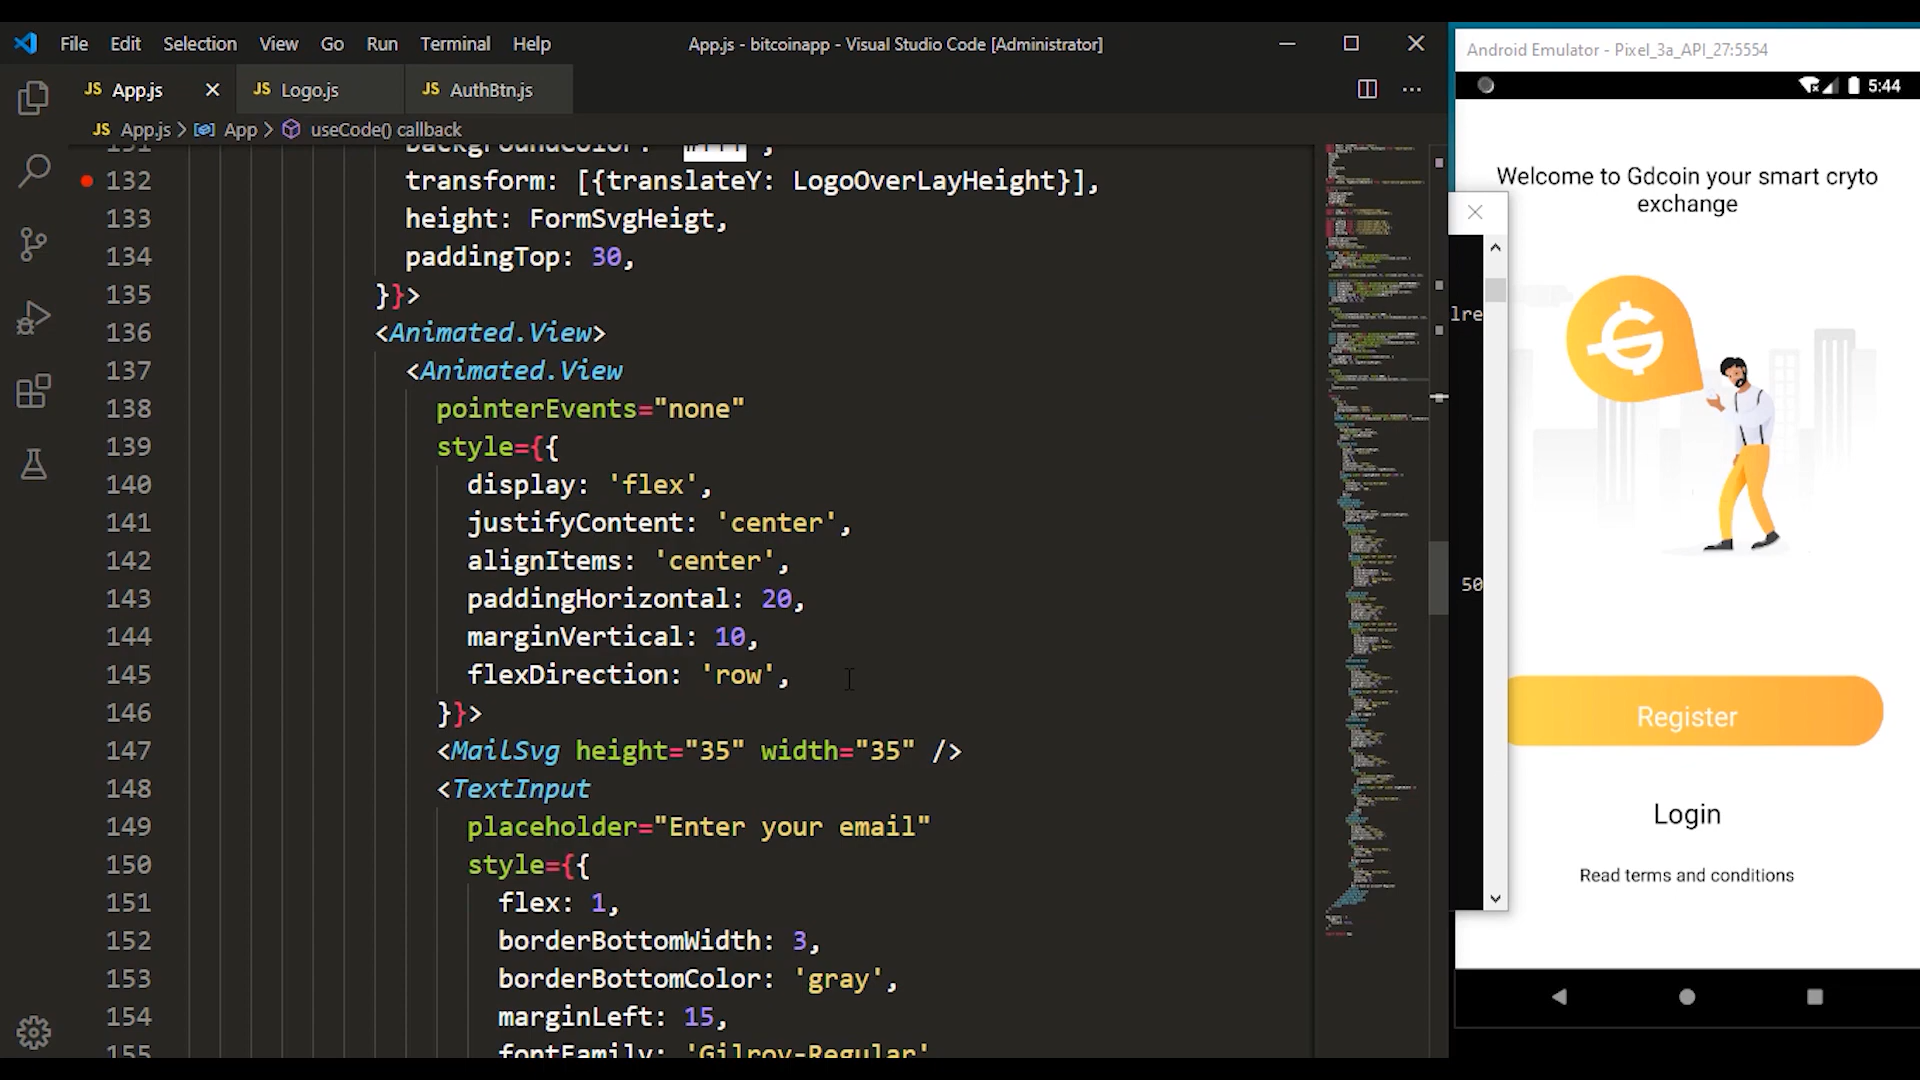 File Edit Selection View Go Run Terminal Help
App.js - bitcoinapp - Visual Studio Code [Administrator]
JS App.js
JS Logo.js
JS AuthBtn.js
JS App.js > App > useCode() callback
131 backgroundColor:
132 transform: [{translateY: LogoOverLayHeight}],
133 height: FormSvgHeigt,
134 paddingTop: 30,
135 }}>
136 <Animated.View>
137 <Animated.View
138 pointerEvents="none"
139 style={{
140 display: 'flex',
141 justifyContent: 'center',
142 alignItems: 'center',
143 paddingHorizontal: 20,
144 marginVertical: 10,
145 flexDirection: 'row',
146 }}>
147 <MailSvg height="35" width="35" />
148 <TextInput
149 placeholder="Enter your email"
150 style={{
151 flex: 1,
152 borderBottomWidth: 3,
153 borderBottomColor: 'gray',
154 marginLeft: 15,
155 fontFamily: 'Gilroy-Regular'
lre
50
Android Emulator - Pixel_3a_API_27:5554
5:44
Welcome to Gdcoin your smart cryto
exchange
Register
Login
Read terms and conditions